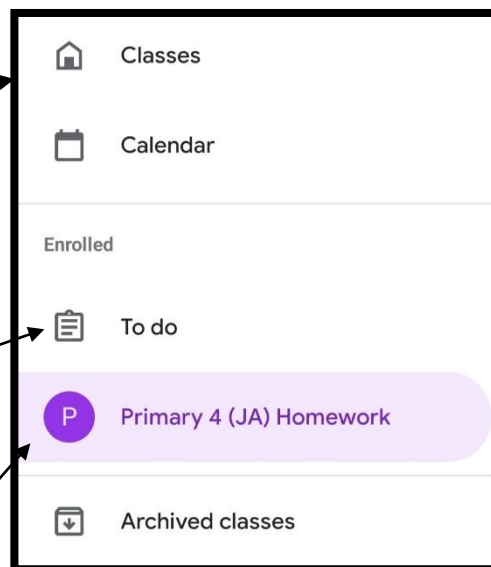 Classes
Calendar
Enrolled
To do
P Primary 4 (JA) Homework
Archived classes